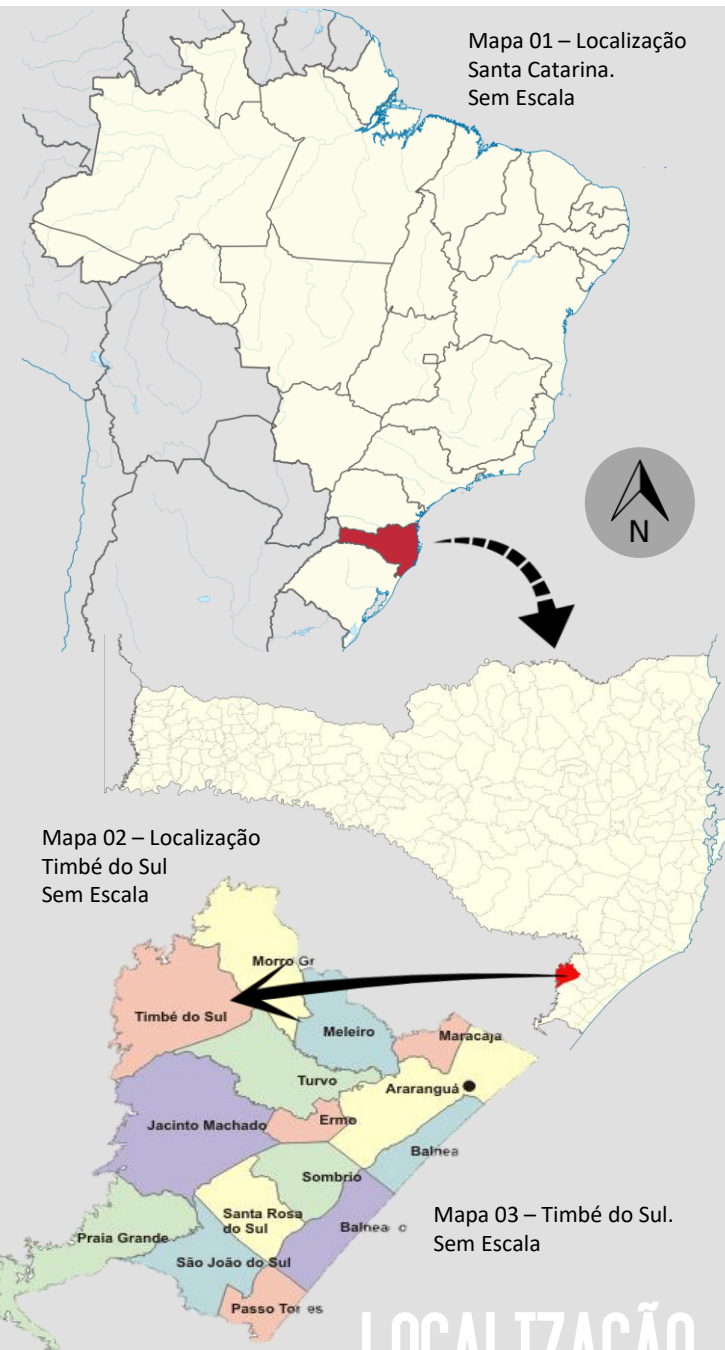 Mapa 01 – Localização
Santa Catarina.
Sem Escala
N
Mapa 02 – Localização
Timbé do Sul
Sem Escala
Morro Gr
Timbé do Sul
Meleiro
Maracaja
Turvo
Araranguá
Jacinto Machado
Ermo
Balnea
Sombrio
Santa Rosa
do Sul
Balnea c
Mapa 03 – Timbé do Sul.
Sem Escala
Praia Grande
São João do Sul
Passo Tor es
LOCALIZAÇÃO